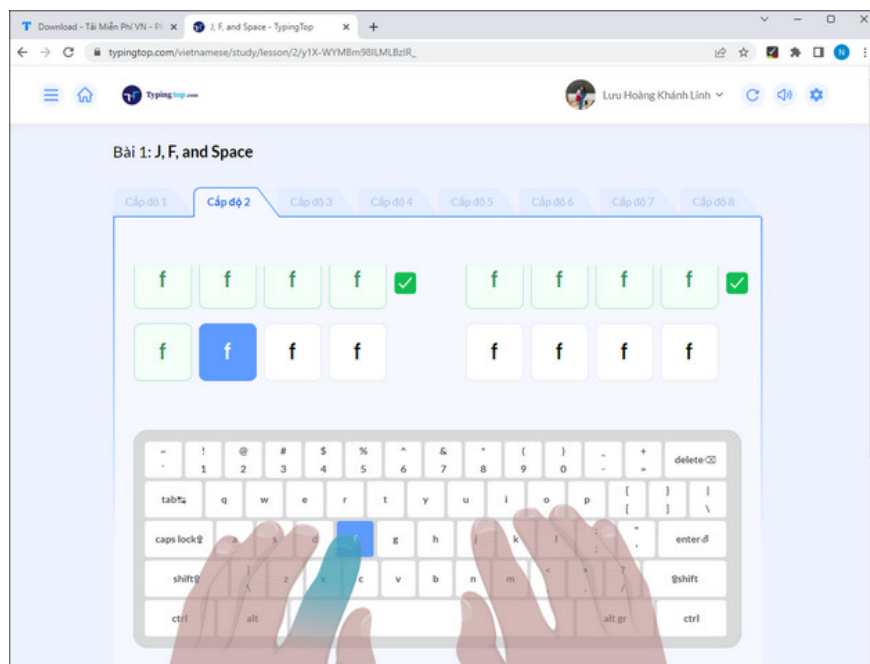 Download - Tải Miễn Phí VN - Ph
J, F, and Space - TypingTop
typingtop.com/vietnamese/study/lesson/2/y1X-WYMBm98ILMLBzIR_
N
Typingtop.com
Lưu Hoàng Khánh Linh
Bài 1: J, F, and Space
Cấp độ 1 Cấp độ 2 Cấp độ 3 Cấp độ 4 Cấp độ 5 Cấp độ 6 Cấp độ 7 Cấp độ 8
f f f f f f f f
f f f f f f f f
~ ! @ # $ % ^ & * ( ) _ +
` 1 2 3 4 5 6 7 8 9 0 - = delete
tab q w e r t y u i o p { } |
[ ] \
caps lock a s d f g h j k l : "
; ' enter
shift | z x c v b n m < > ?
\ / shift
ctrl alt alt gr ctrl